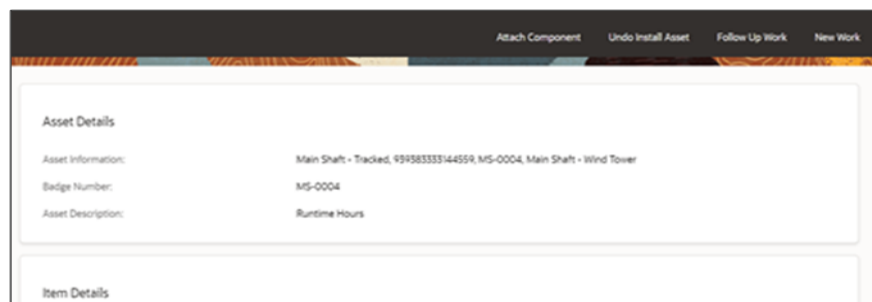 Attach Component Undo Install Asset Follow Up Work New Work
Asset Details
Asset Information: Main Shaft - Tracked, 939583333144559, MS-0004, Main Shaft - Wind Tower
Badge Number: MS-0004
Asset Description: Runtime Hours
Item Details